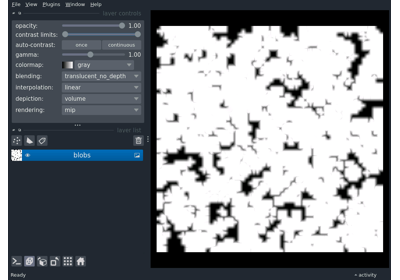 File View Plugins Help
layer controls
opacity: 1.00
contrast limits:
auto-contrast: once continuous
gamma: 1.00
colormap: gray
blending: translucent_no_depth
interpolation: linear
depiction: volume
rendering: mip
layer list
blobs
Ready
activity